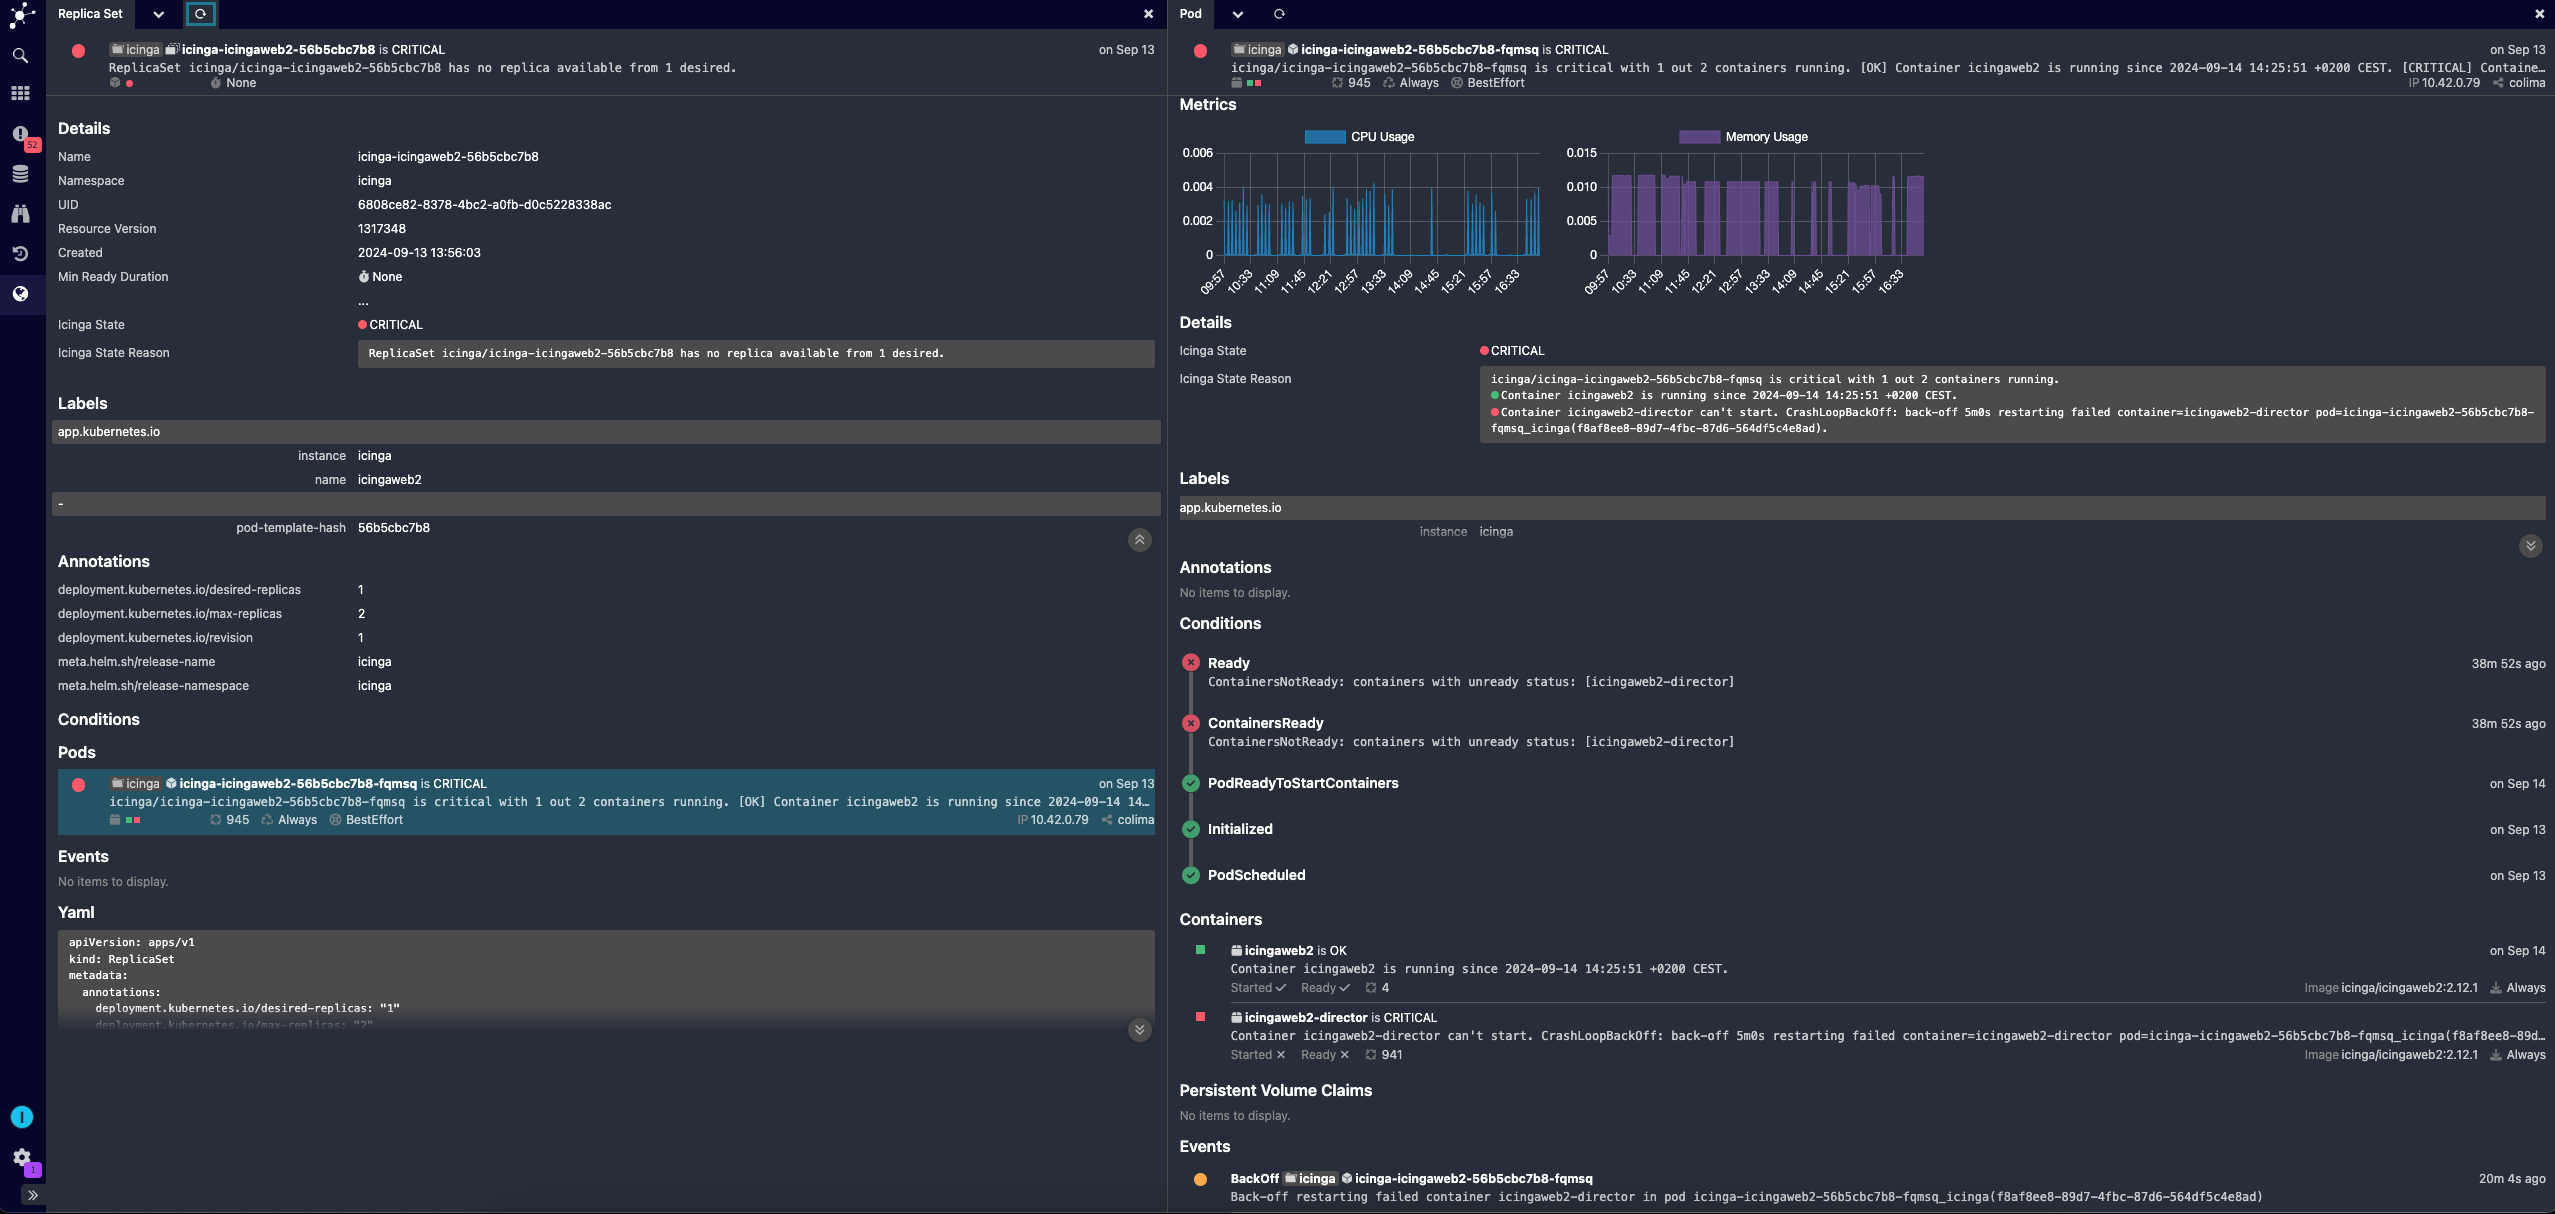 Replica Set
icinga icinga-icingaweb2-56b5cbc7b8 is CRITICAL on Sep 13
ReplicaSet icinga/icinga-icingaweb2-56b5cbc7b8 has no replica available from 1 desired.
None
Details
Name icinga-icingaweb2-56b5cbc7b8
Namespace icinga
UID 6808ce82-8378-4bc2-a0fb-d0c5228338ac
Resource Version 1317348
Created 2024-09-13 13:56:03
Min Ready Duration None
...
Icinga State CRITICAL
Icinga State Reason ReplicaSet icinga/icinga-icingaweb2-56b5cbc7b8 has no replica available from 1 desired.
Labels
app.kubernetes.io
instance icinga
name icingaweb2
-
pod-template-hash 56b5cbc7b8
Annotations
deployment.kubernetes.io/desired-replicas 1
deployment.kubernetes.io/max-replicas 2
deployment.kubernetes.io/revision 1
meta.helm.sh/release-name icinga
meta.helm.sh/release-namespace icinga
Conditions
Pods
icinga icinga-icingaweb2-56b5cbc7b8-fqmsq is CRITICAL on Sep 13
icinga/icinga-icingaweb2-56b5cbc7b8-fqmsq is critical with 1 out 2 containers running. [OK] Container icingaweb2 is running since 2024-09-14 14…
945 Always BestEffort IP 10.42.0.79 colima
Events
No items to display.
Yaml
apiVersion: apps/v1
kind: ReplicaSet
metadata:
annotations:
deployment.kubernetes.io/desired-replicas: "1"
deployment.kubernetes.io/max-replicas: "2"
52
I
1
Pod
icinga icinga-icingaweb2-56b5cbc7b8-fqmsq is CRITICAL on Sep 13
icinga/icinga-icingaweb2-56b5cbc7b8-fqmsq is critical with 1 out 2 containers running. [OK] Container icingaweb2 is running since 2024-09-14 14:25:51 +0200 CEST. [CRITICAL] Containe…
945 Always BestEffort IP 10.42.0.79 colima
Metrics
CPU Usage
0.006
0.004
0.002
0
09:57 10:33 11:09 11:45 12:21 12:57 13:33 14:09 14:45 15:21 15:57 16:33
Memory Usage
0.015
0.010
0.005
0
09:57 10:33 11:09 11:45 12:21 12:57 13:33 14:09 14:45 15:21 15:57 16:33
Details
Icinga State CRITICAL
Icinga State Reason icinga/icinga-icingaweb2-56b5cbc7b8-fqmsq is critical with 1 out 2 containers running.
Container icingaweb2 is running since 2024-09-14 14:25:51 +0200 CEST.
Container icingaweb2-director can't start. CrashLoopBackOff: back-off 5m0s restarting failed container=icingaweb2-director pod=icinga-icingaweb2-56b5cbc7b8-
fqmsq_icinga(f8af8ee8-89d7-4fbc-87d6-564df5c4e8ad).
Labels
app.kubernetes.io
instance icinga
Annotations
No items to display.
Conditions
Ready 38m 52s ago
ContainersNotReady: containers with unready status: [icingaweb2-director]
ContainersReady 38m 52s ago
ContainersNotReady: containers with unready status: [icingaweb2-director]
PodReadyToStartContainers on Sep 14
Initialized on Sep 13
PodScheduled on Sep 13
Containers
icingaweb2 is OK on Sep 14
Container icingaweb2 is running since 2024-09-14 14:25:51 +0200 CEST.
Started Ready 4 Image icinga/icingaweb2:2.12.1 Always
icingaweb2-director is CRITICAL
Container icingaweb2-director can't start. CrashLoopBackOff: back-off 5m0s restarting failed container=icingaweb2-director pod=icinga-icingaweb2-56b5cbc7b8-fqmsq_icinga(f8af8ee8-89d…
Started Ready 941 Image icinga/icingaweb2:2.12.1 Always
Persistent Volume Claims
No items to display.
Events
BackOff icinga icinga-icingaweb2-56b5cbc7b8-fqmsq 20m 4s ago
Back-off restarting failed container icingaweb2-director in pod icinga-icingaweb2-56b5cbc7b8-fqmsq_icinga(f8af8ee8-89d7-4fbc-87d6-564df5c4e8ad)